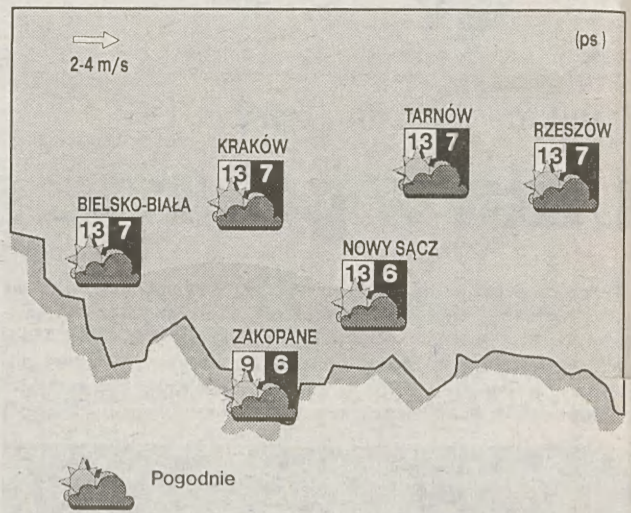 (ps)
2-4 m/s
TARNÓW
13 7
RZESZÓW
13 7
KRAKÓW
13 7
BIELSKO-BIAŁA
13 7
NOWY SĄCZ
13 6
ZAKOPANE
9 6
Pogodnie